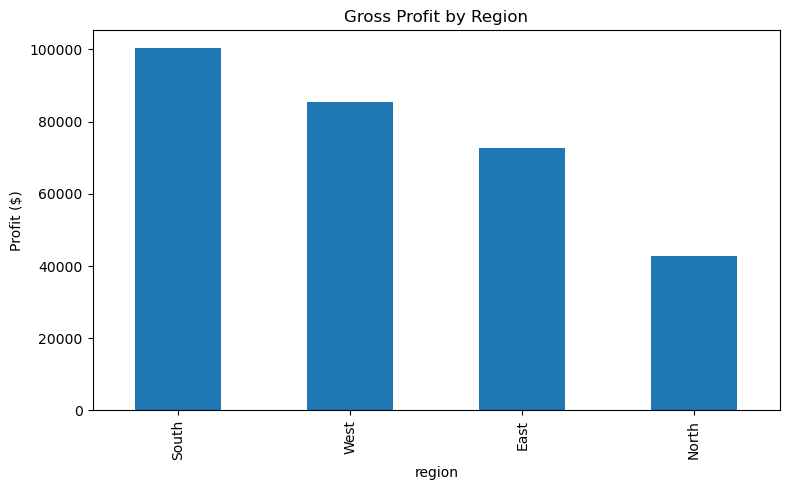 Gross Profit by Region
Profit ($)
100000
80000
60000
40000
20000
0
South
West
East
North
region